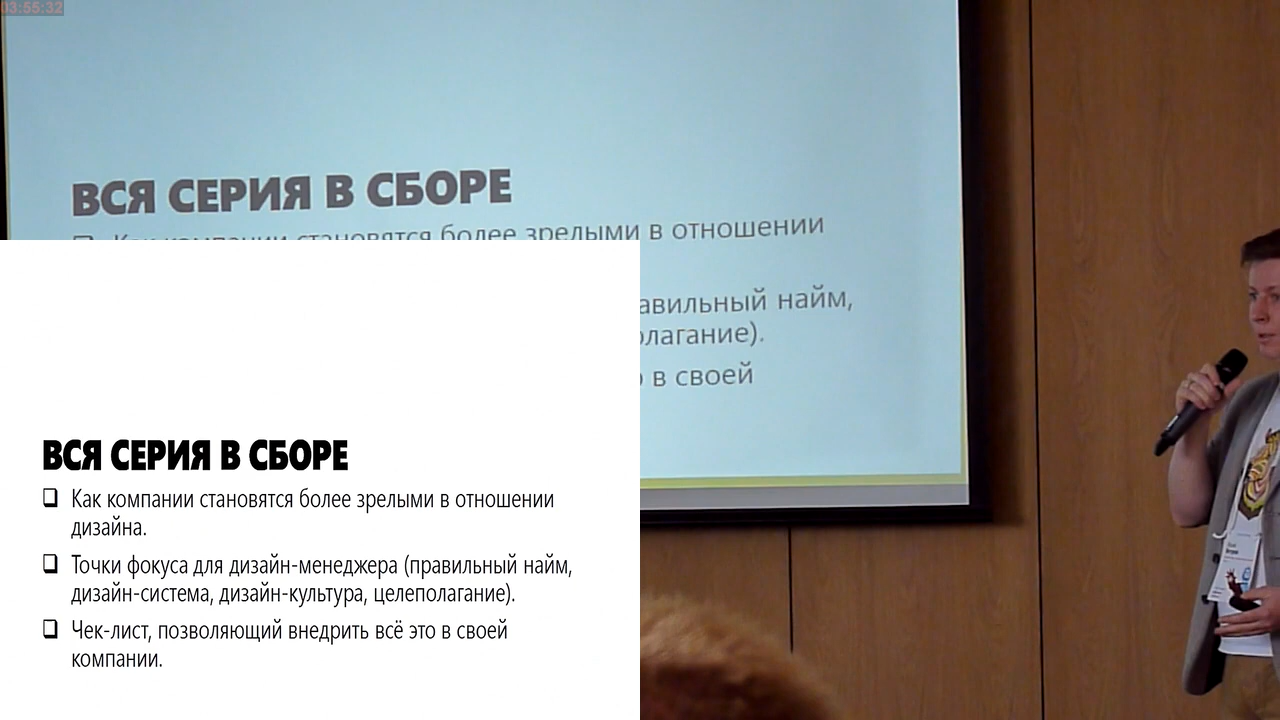 03:55:32
ВСЯ СЕРИЯ В СБОРЕ
Как компании становятся более зрелыми в отношении
авильный найм,
олагание).
в своей
ВСЯ СЕРИЯ В СБОРЕ
❑ Как компании становятся более зрелыми в отношении
дизайна.
❑ Точки фокуса для дизайн-менеджера (правильный найм,
дизайн-система, дизайн-культура, целеполагание).
❑ Чек-лист, позволяющий внедрить всё это в своей
компании.